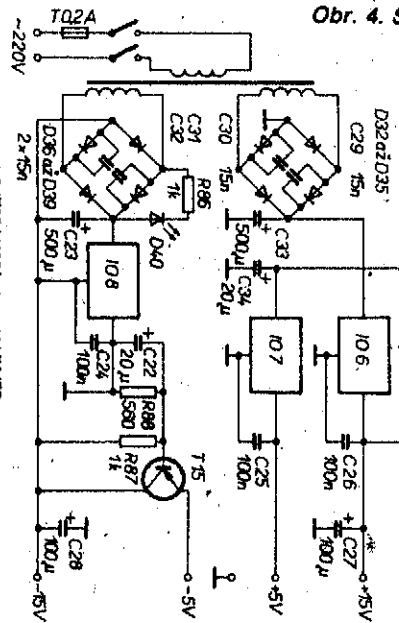 Obr. 4. S
T 0,2A
~220V
D36 až D39
2×15n
C32
C31
R86
1k
D40
C23
500µ
IO8
C24
100n
C22
20µ
R88
560
R87
1k
T15
C28
100µ
-15V
-5V
C30
15n
C29
15n
D32 až D35
C33
500µ
C34
20µ
IO7
IO6
C25
100n
C26
100n
C27
100µ
+5V
+15V